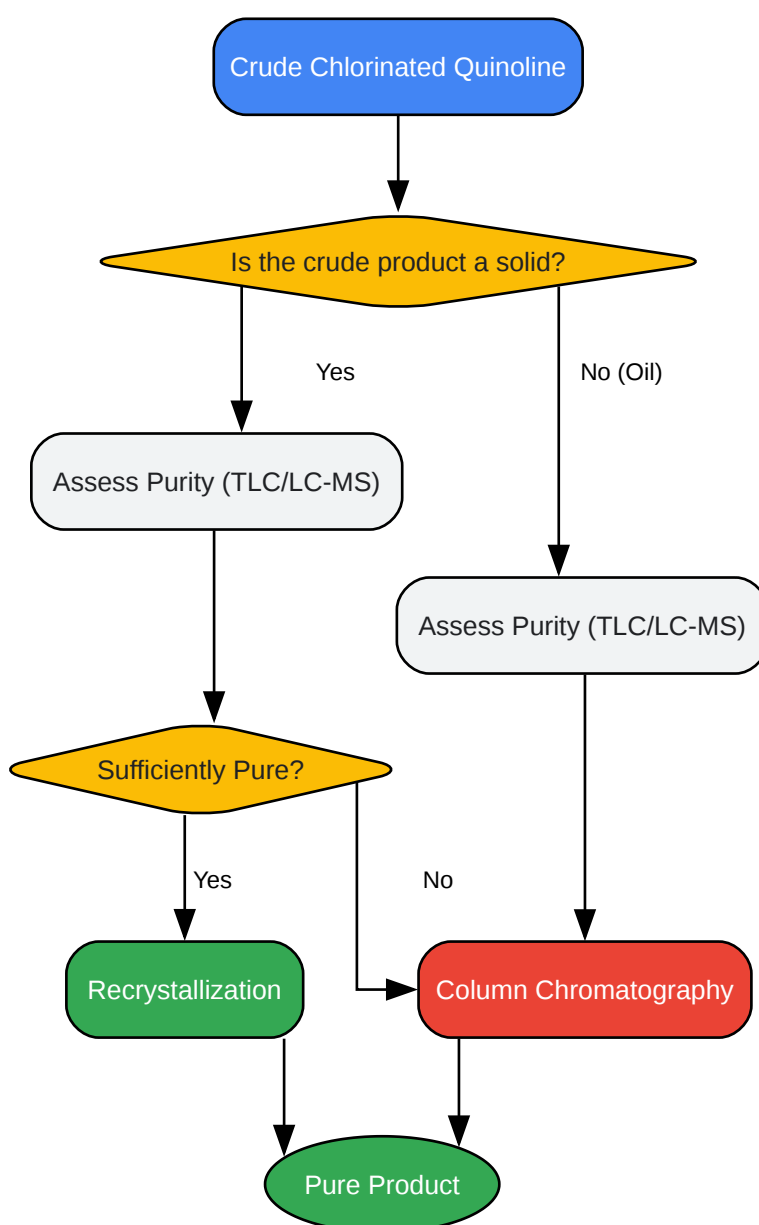 Crude Chlorinated Quinoline
Is the crude product a solid?
Yes
No (Oil)
Assess Purity (TLC/LC-MS)
Assess Purity (TLC/LC-MS)
Sufficiently Pure?
Yes
No
Recrystallization
Column Chromatography
Pure Product